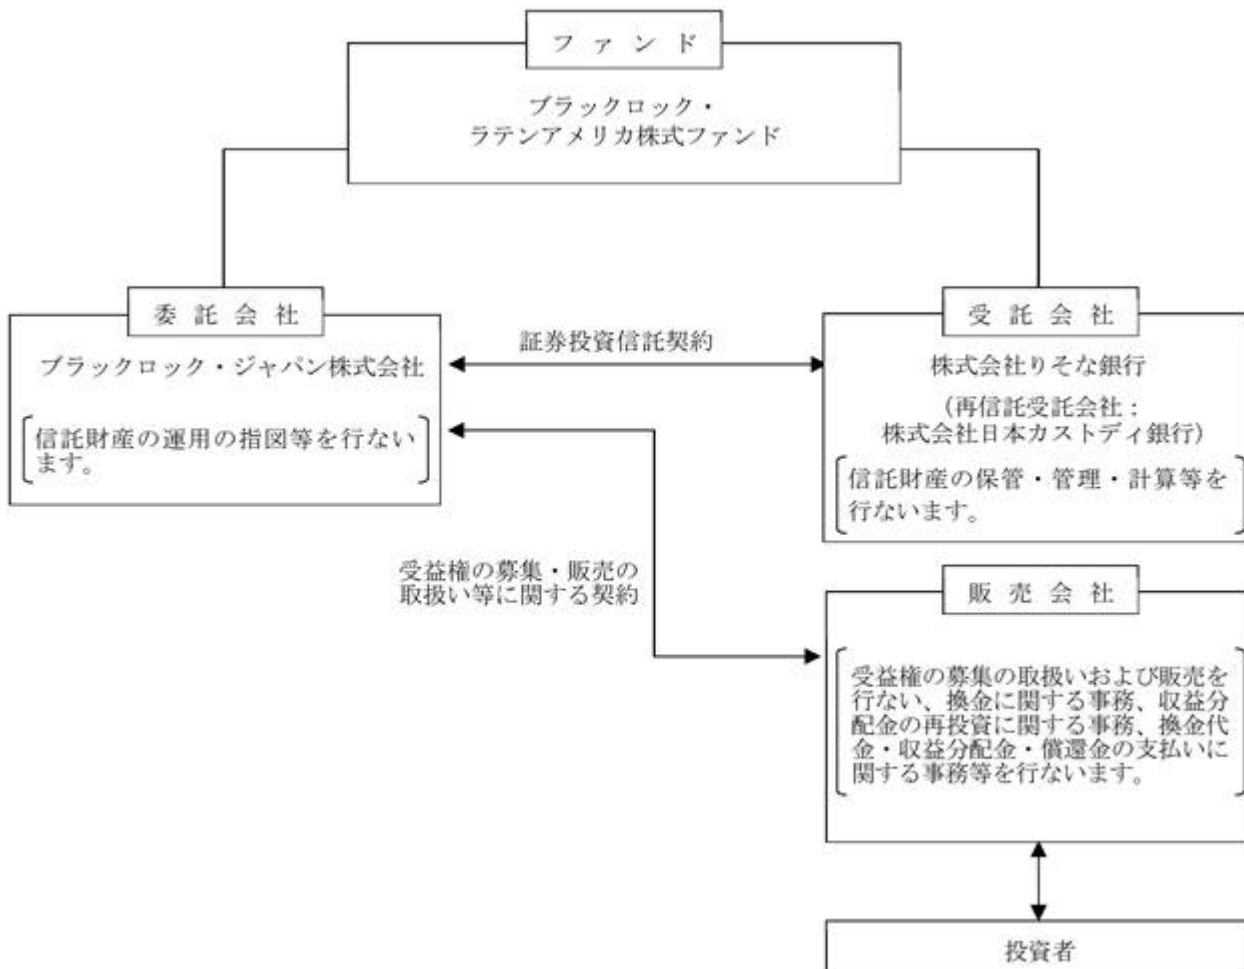 ファンド
ブラックロック・
ラテンアメリカ株式ファンド
委託会社
ブラックロック・ジャパン株式会社
信託財産の運用の指図等を行ない
ます。
証券投資信託契約
受託会社
株式会社りそな銀行
（再信託受託会社：
株式会社日本カストディ銀行）
信託財産の保管・管理・計算等を
行ないます。
受益権の募集・販売の
取扱い等に関する契約
販売会社
受益権の募集の取扱いおよび販売を
行ない、換金に関する事務、収益分
配金の再投資に関する事務、換金代
金・収益分配金・償還金の支払いに
関する事務等を行ないます。
投資者